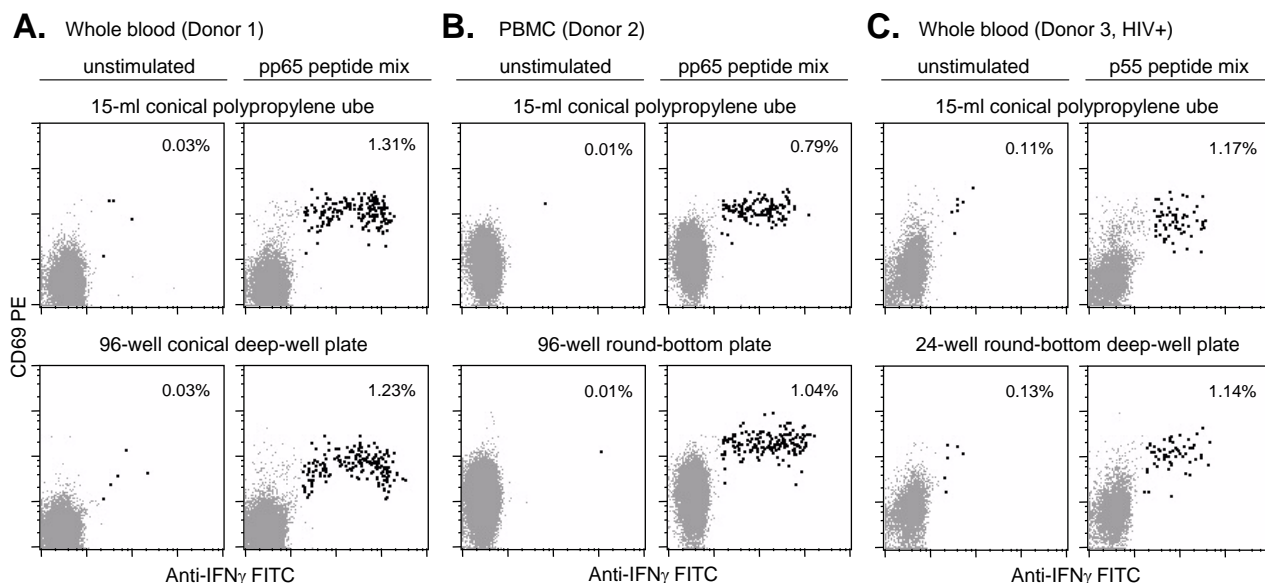 A. Whole blood (Donor 1)
unstimulated pp65 peptide mix
15-ml conical polypropylene ube
0.03% 1.31%
96-well conical deep-well plate
0.03% 1.23%
CD69 PE
Anti-IFNγ FITC
B. PBMC (Donor 2)
unstimulated pp65 peptide mix
15-ml conical polypropylene ube
0.01% 0.79%
96-well round-bottom plate
0.01% 1.04%
Anti-IFNγ FITC
C. Whole blood (Donor 3, HIV+)
unstimulated p55 peptide mix
15-ml conical polypropylene ube
0.11% 1.17%
24-well round-bottom deep-well plate
0.13% 1.14%
Anti-IFNγ FITC